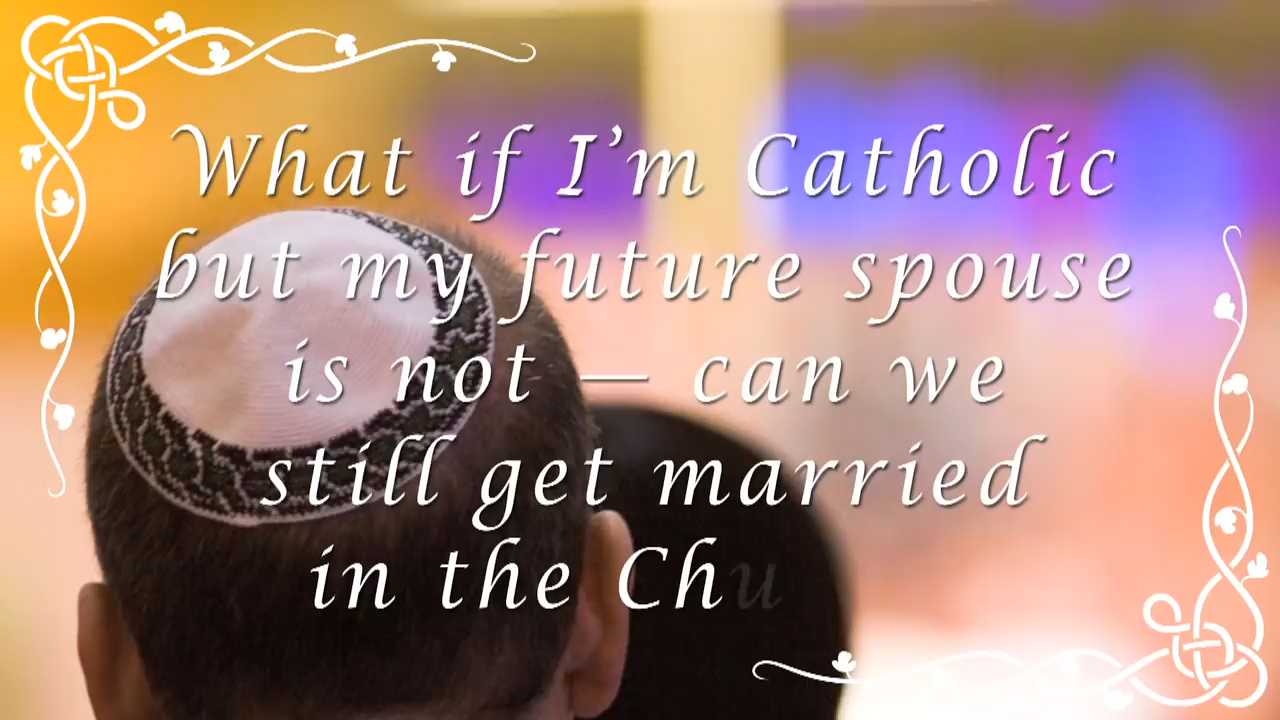 What if I'm Catholic
but my future spouse
is not — can we
still get married
in the Chu